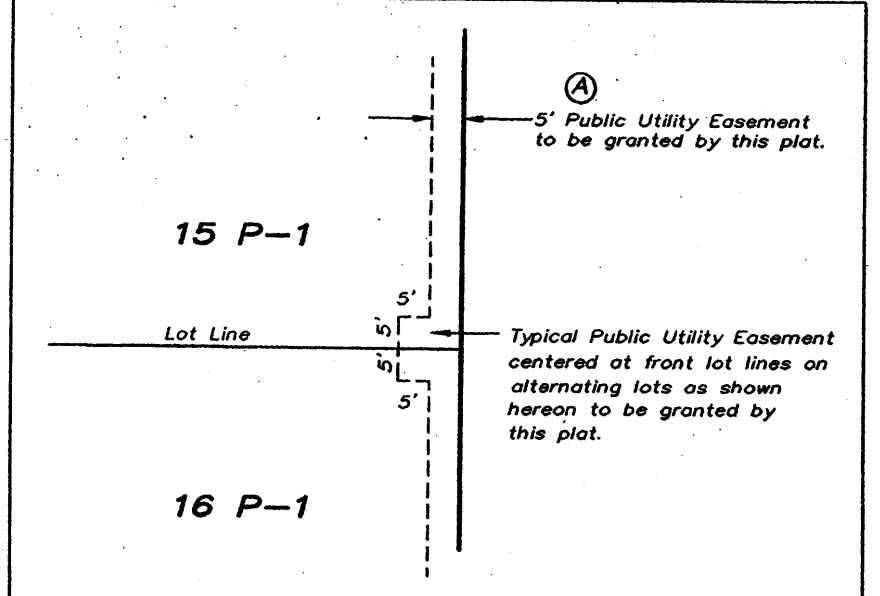 A
5' Public Utility Easement
to be granted by this plat.
15 P-1
5'
5'
Lot Line
5'
5'
Typical Public Utility Easement
centered at front lot lines on
alternating lots as shown
hereon to be granted by
this plat.
16 P-1